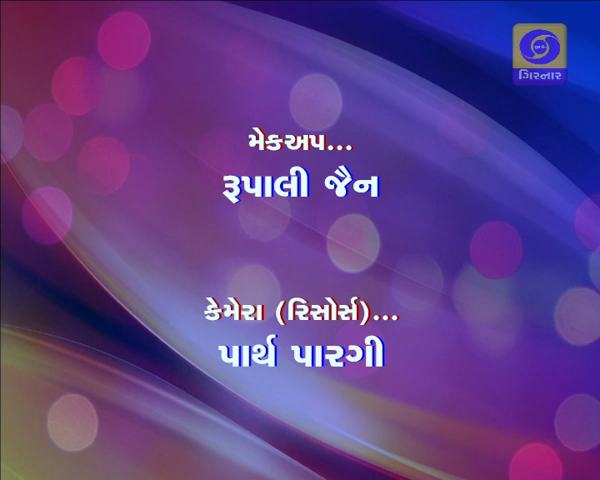 ગિરનાર
મેકઅપ...
રૂપાલી જૈન
કેમેરા (રિસોર્સ)...
પાર્થ પારગી